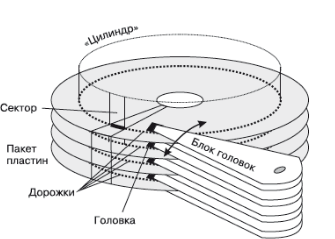 «Цилиндр»
Сектор
Пакет
пластин
Блок головок
Дорожки
Головка